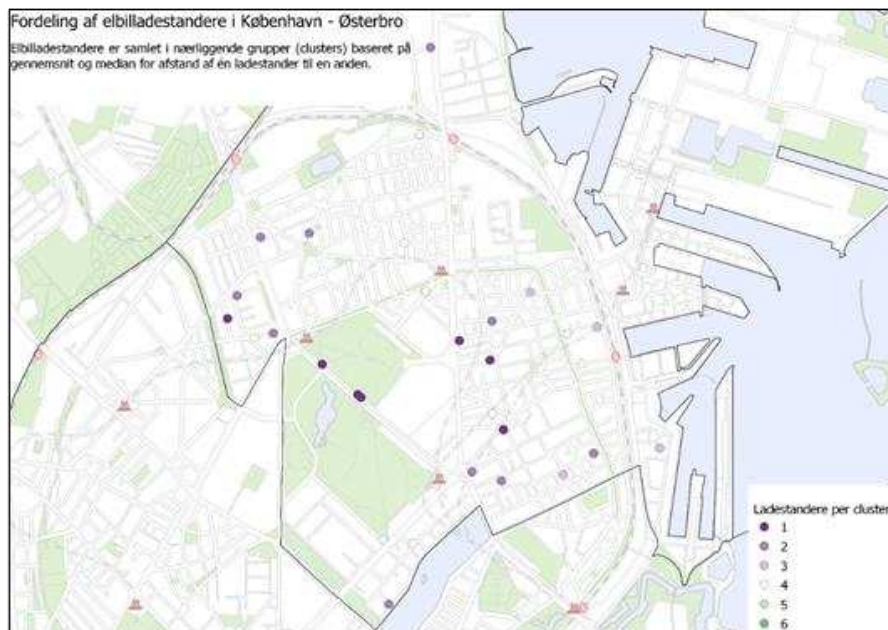 Fordeling af elbilladestandere i København - Østerbro
Elbilladestandere er samlet i nærliggende grupper (clusters) baseret på
gennemsnit og median for afstand af én ladestander til en anden.
Ladestandere per cluster
1
2
3
4
5
6